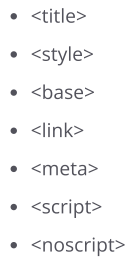 <title>
<style>
<base>
<link>
<meta>
<script>
<noscript>